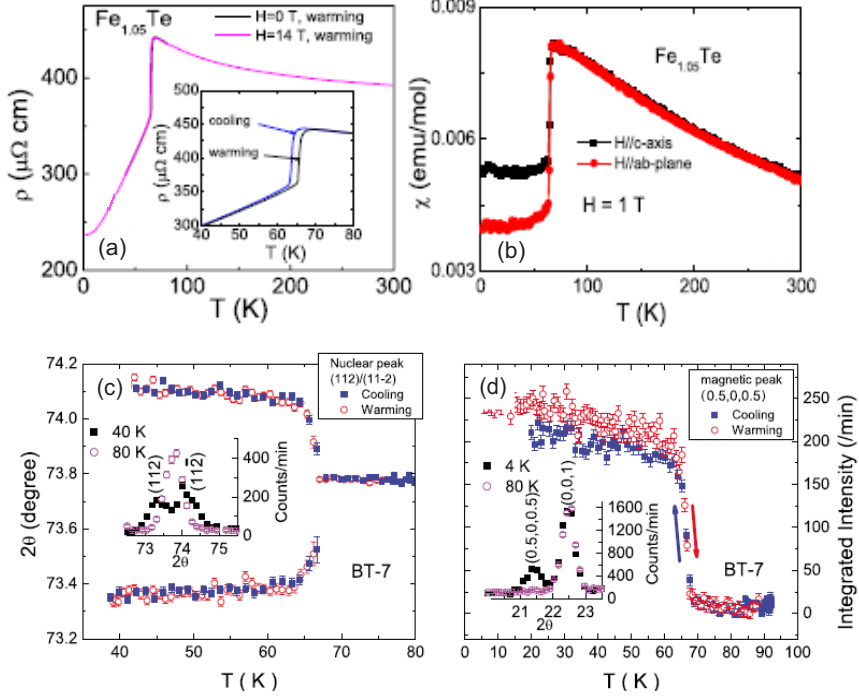 Fe1.05Te
H=0 T, warming
H=14 T, warming
ρ (μΩ cm)
400
300
200
0
100
200
300
T (K)
(a)
500
450
400
350
300
ρ (μΩ cm)
cooling
warming
40
50
60
70
80
T (K)
0.009
0.006
0.003
χ (emu/mol)
Fe1.05Te
H//c-axis
H//ab-plane
H = 1 T
(b)
0
100
200
300
T (K)
74.2
74.0
73.8
73.6
73.4
73.2
2θ (degree)
(c)
Nuclear peak
(112)/(11-2)
Cooling
Warming
40 K
80 K
(112)
(112̄)
400
200
0
Counts/min
73
74
75
2θ
BT-7
40
50
60
70
80
T ( K )
(d)
magnetic peak
(0.5,0,0.5)
Cooling
Warming
4 K
80 K
(0.5,0,0.5)
(0,0,1)
1600
1200
800
400
0
Counts/min
21
22
23
2θ
BT-7
250
200
150
100
50
0
Integrated Intensity (/min)
0
10
20
30
40
50
60
70
80
90
100
T ( K )